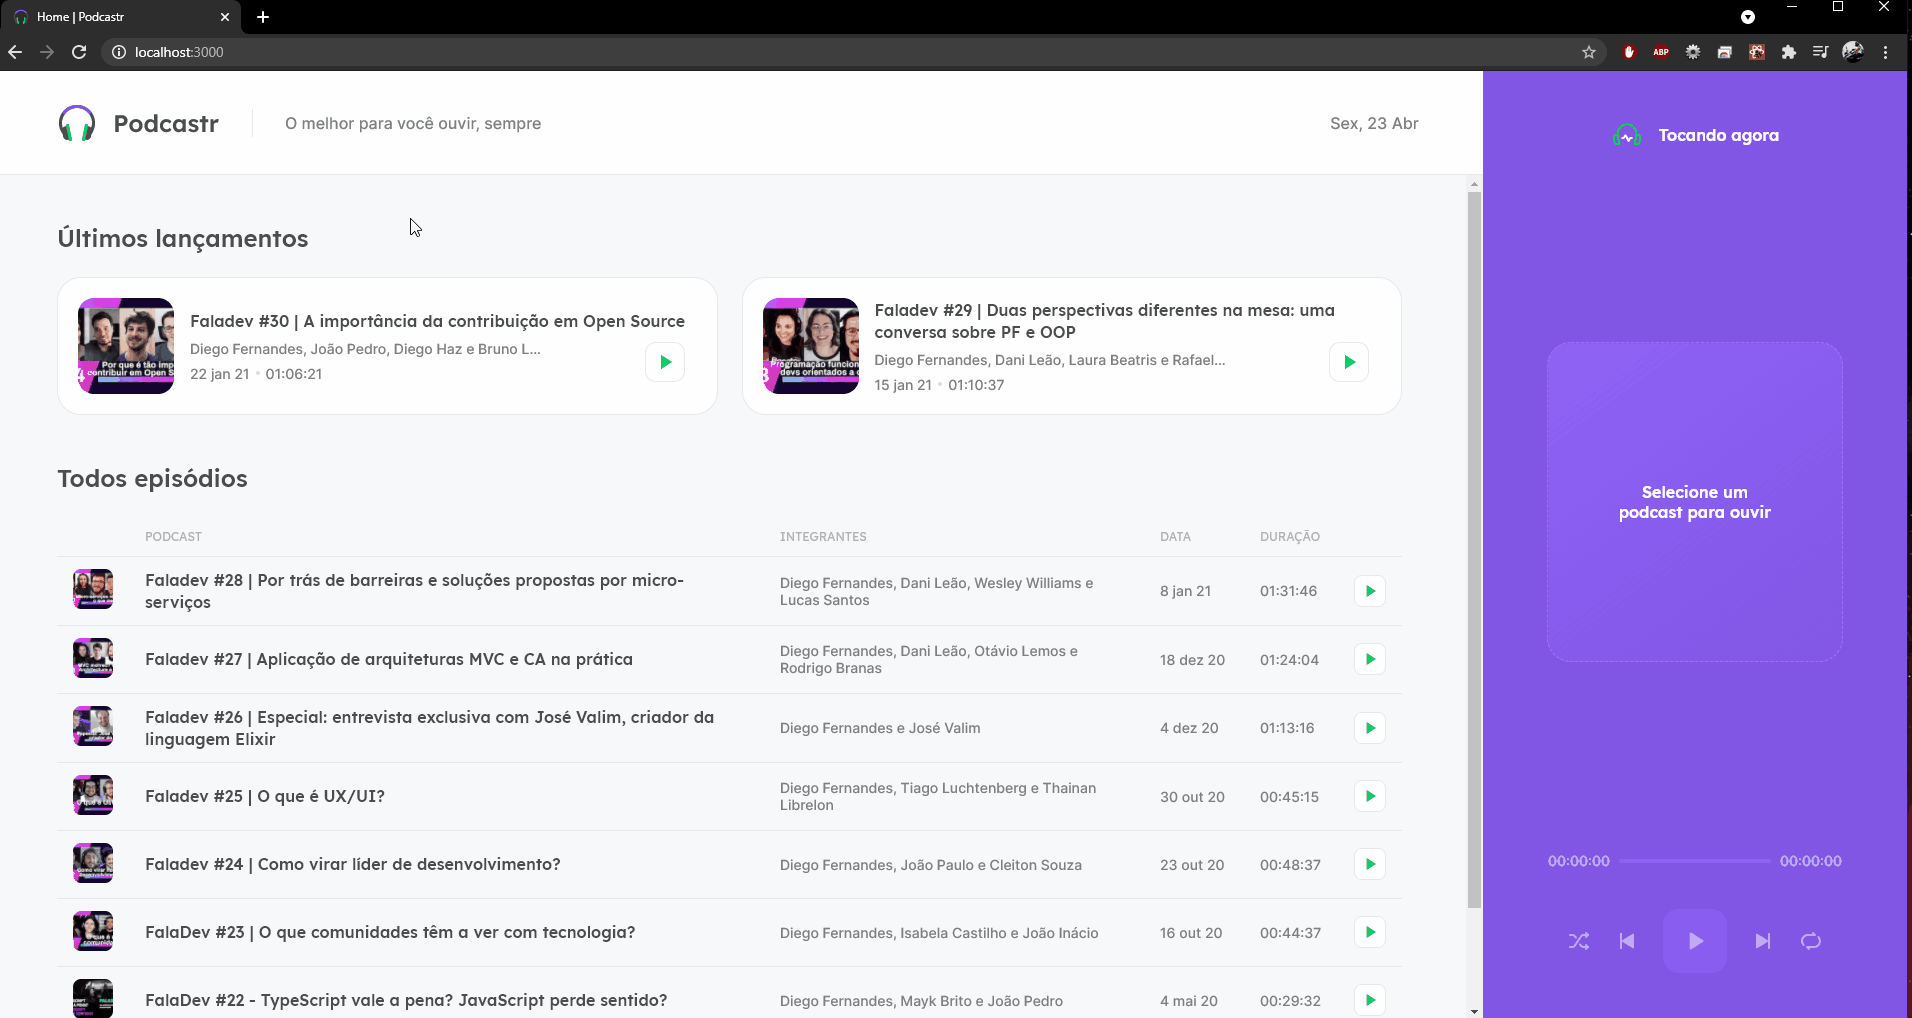 Home | Podcastr
localhost:3000
ABP
Podcastr
O melhor para você ouvir, sempre
Sex, 23 Abr
Tocando agora
Últimos lançamentos
Faladev #30 | A importância da contribuição em Open Source
Diego Fernandes, João Pedro, Diego Haz e Bruno L...
22 jan 21 • 01:06:21
Faladev #29 | Duas perspectivas diferentes na mesa: uma
conversa sobre PF e OOP
Diego Fernandes, Dani Leão, Laura Beatris e Rafael...
15 jan 21 • 01:10:37
Selecione um
podcast para ouvir
Todos episódios
PODCAST INTEGRANTES DATA DURAÇÃO
Faladev #28 | Por trás de barreiras e soluções propostas por micro-
serviços
Diego Fernandes, Dani Leão, Wesley Williams e
Lucas Santos
8 jan 21
01:31:46
Faladev #27 | Aplicação de arquiteturas MVC e CA na prática
Diego Fernandes, Dani Leão, Otávio Lemos e
Rodrigo Branas
18 dez 20
01:24:04
Faladev #26 | Especial: entrevista exclusiva com José Valim, criador da
linguagem Elixir
Diego Fernandes e José Valim
4 dez 20
01:13:16
Faladev #25 | O que é UX/UI?
Diego Fernandes, Tiago Luchtenberg e Thainan
Librelon
30 out 20
00:45:15
Faladev #24 | Como virar líder de desenvolvimento?
Diego Fernandes, João Paulo e Cleiton Souza
23 out 20
00:48:37
FalaDev #23 | O que comunidades têm a ver com tecnologia?
Diego Fernandes, Isabela Castilho e João Inácio
16 out 20
00:44:37
FalaDev #22 - TypeScript vale a pena? JavaScript perde sentido?
Diego Fernandes, Mayk Brito e João Pedro
4 mai 20
00:29:32
00:00:00
00:00:00